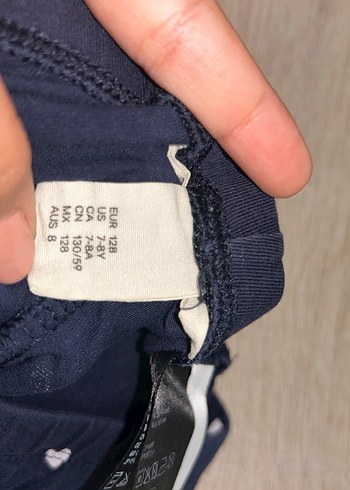 EUR 128
US 7-8Y
CA 7-8A
CN 130/59
MX 128
AUS 8